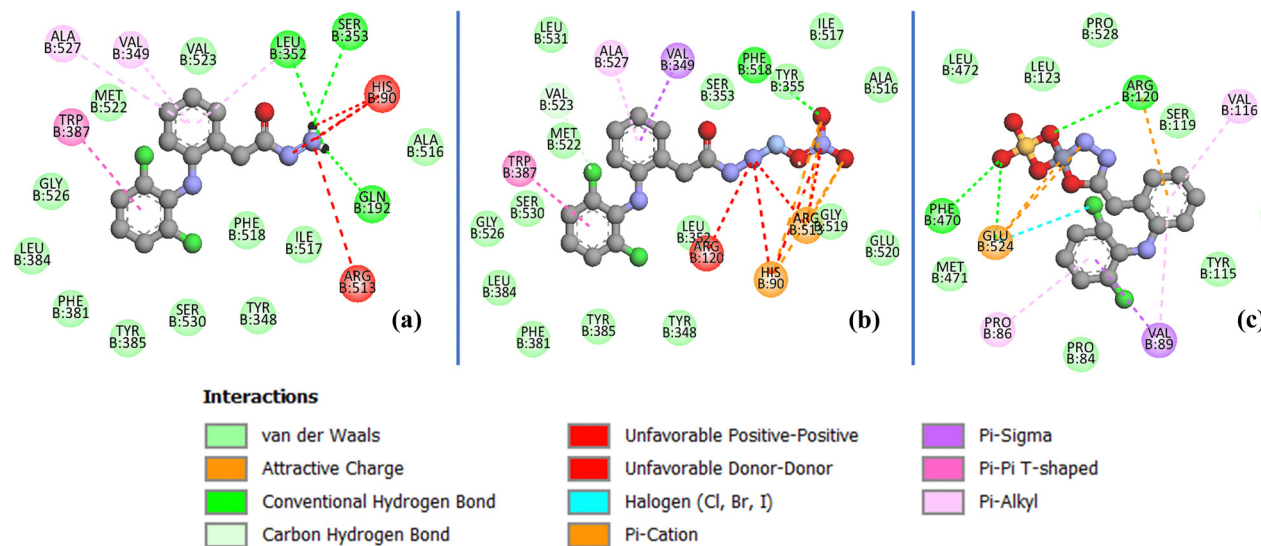 ALA
B:527
VAL
B:349
VAL
B:523
LEU
B:352
SER
B:353
MET
B:522
HIS
B:90
TRP
B:387
ALA
B:516
GLY
B:526
GLN
B:192
PHE
B:518
ILE
B:517
LEU
B:384
ARG
B:513
PHE
B:381
TYR
B:385
SER
B:530
TYR
B:348
(a)
LEU
B:531
ALA
B:527
VAL
B:349
PHE
B:518
ILE
B:517
TYR
B:355
SER
B:353
ALA
B:516
VAL
B:523
MET
B:522
TRP
B:387
SER
B:530
GLY
B:526
LEU
B:352
ARG
B:120
ARG
B:513
GLY
B:519
GLU
B:520
HIS
B:90
LEU
B:384
PHE
B:381
TYR
B:385
TYR
B:348
(b)
PRO
B:528
LEU
B:472
LEU
B:123
ARG
B:120
VAL
B:116
SER
B:119
PHE
B:470
GLU
B:524
MET
B:471
TYR
B:115
PRO
B:86
PRO
B:84
VAL
B:89
(c)
Interactions
van der Waals
Attractive Charge
Conventional Hydrogen Bond
Carbon Hydrogen Bond
Unfavorable Positive-Positive
Unfavorable Donor-Donor
Halogen (Cl, Br, I)
Pi-Cation
Pi-Sigma
Pi-Pi T-shaped
Pi-Alkyl